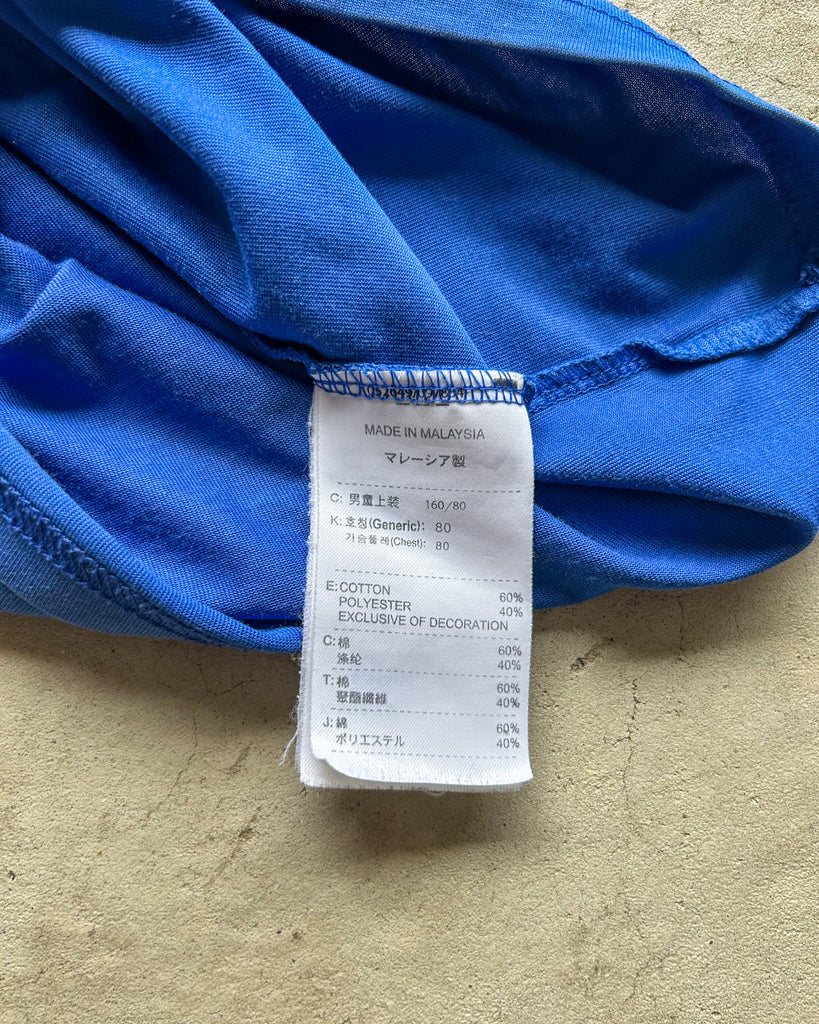 MADE IN MALAYSIA
マレーシア製
C: 男童上装 160/80
K: 호칭(Generic): 80
가슴둘레(Chest): 80
E: COTTON 60%
POLYESTER 40%
EXCLUSIVE OF DECORATION
C: 棉 60%
涤纶 40%
T: 棉 60%
聚酯纖維 40%
J: 綿 60%
ポリエステル 40%